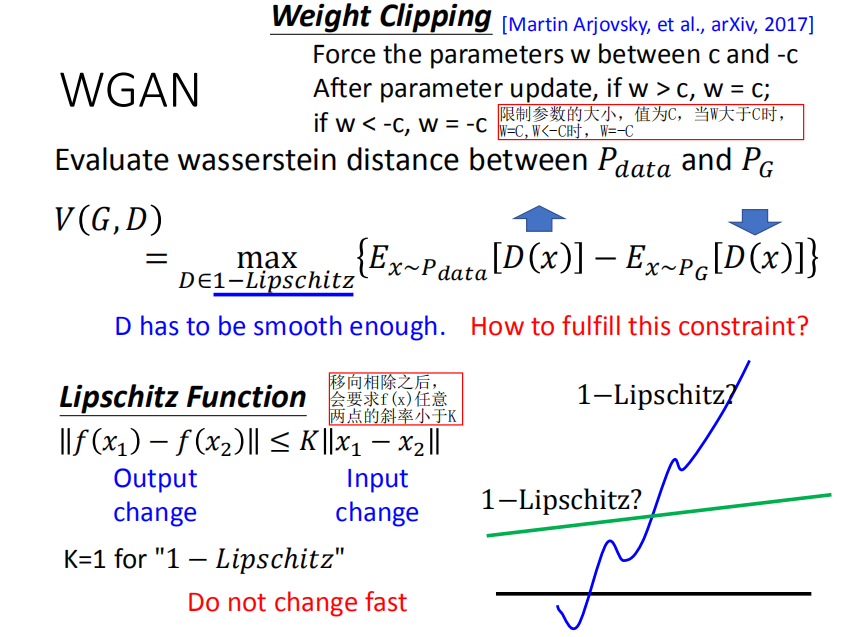 Weight Clipping [Martin Arjovsky, et al., arXiv, 2017]
WGAN
Force the parameters w between c and -c
After parameter update, if w > c, w = c;
if w < -c, w = -c
限制参数的大小,值为C,当W大于C时,
W=C,W<-C时,W=-C
Evaluate wasserstein distance between P_data and P_G
V(G,D)
= max_{D∈1−Lipschitz} {E_{x~P_data}[D(x)] − E_{x~P_G}[D(x)]}
D has to be smooth enough. How to fulfill this constraint?
Lipschitz Function
移向相除之后,
会要求f(x)任意
两点的斜率小于K
‖f(x₁) − f(x₂)‖ ≤ K‖x₁ − x₂‖
Output
change
Input
change
K=1 for "1 − Lipschitz"
Do not change fast
1−Lipschitz?
1−Lipschitz?